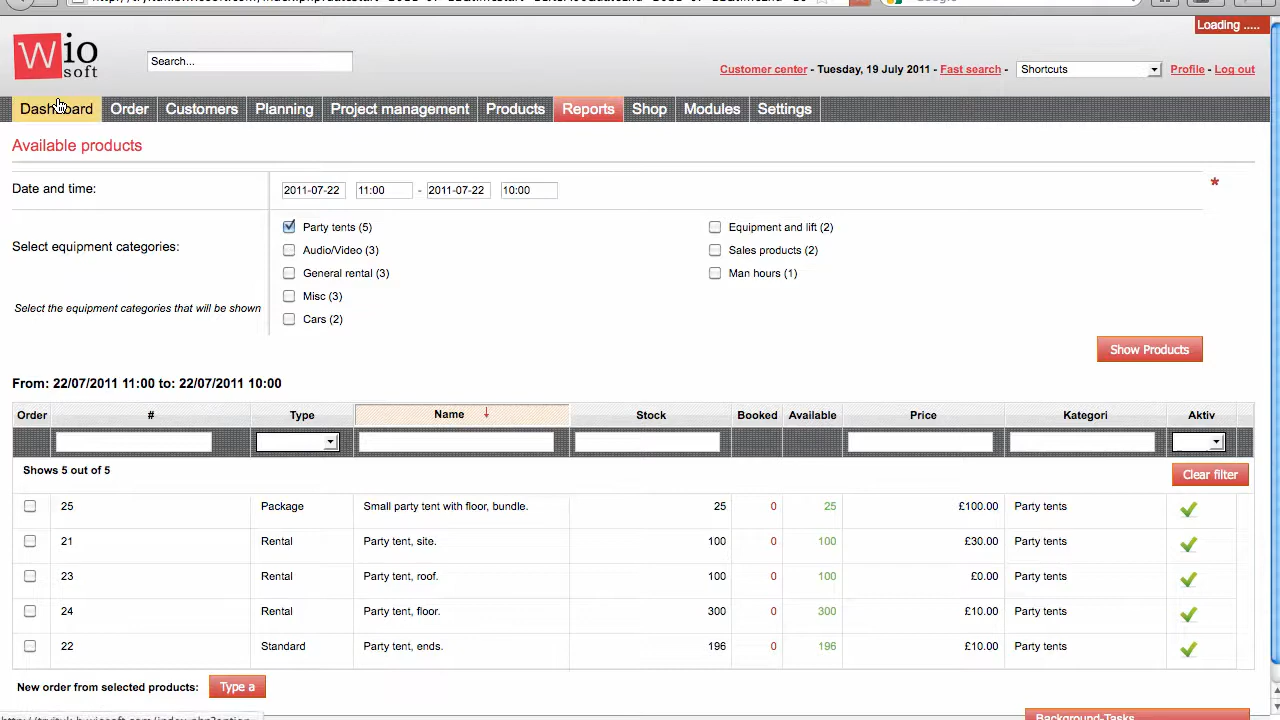 Loading .....
Wio soft
Search...
Customer center - Tuesday, 19 July 2011 - Fast search - Shortcuts Profile - Log out
Dashboard Order Customers Planning Project management Products Reports Shop Modules Settings
Available products
Date and time: 2011-07-22 11:00 - 2011-07-22 10:00 *
Select equipment categories:
Select the equipment categories that will be shown
Party tents (5) Equipment and lift (2)
Audio/Video (3) Sales products (2)
General rental (3) Man hours (1)
Misc (3)
Cars (2)
Show Products
From: 22/07/2011 11:00 to: 22/07/2011 10:00
Order # Type Name Stock Booked Available Price Kategori Aktiv
Shows 5 out of 5
Clear filter
25 Package Small party tent with floor, bundle. 25 0 25 £100.00 Party tents
21 Rental Party tent, site. 100 0 100 £30.00 Party tents
23 Rental Party tent, roof. 100 0 100 £0.00 Party tents
24 Rental Party tent, floor. 300 0 300 £10.00 Party tents
22 Standard Party tent, ends. 196 0 196 £10.00 Party tents
New order from selected products: Type a
Background-Tasks